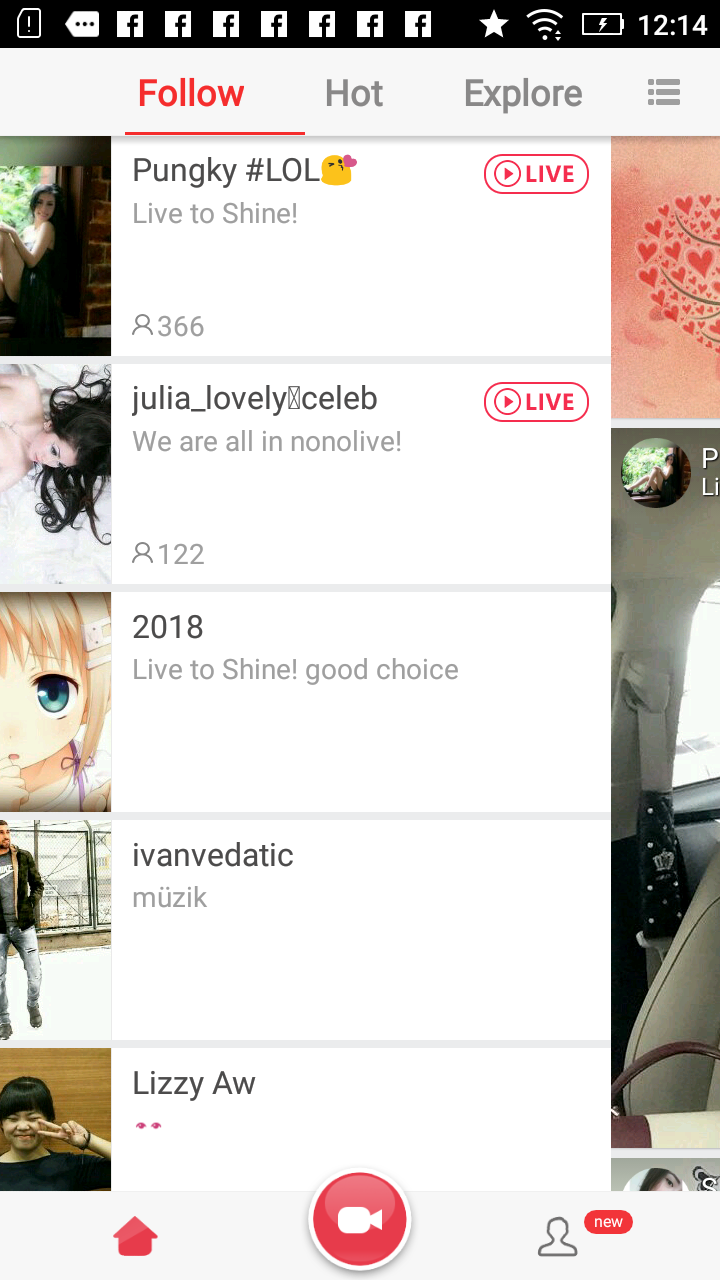 12:14
Follow Hot Explore
Pungky #LOL😘
LIVE
Live to Shine!
366
julia_lovely celeb
LIVE
We are all in nonolive!
122
2018
Live to Shine! good choice
ivanvedatic
müzik
Lizzy Aw
P
Li
S
new